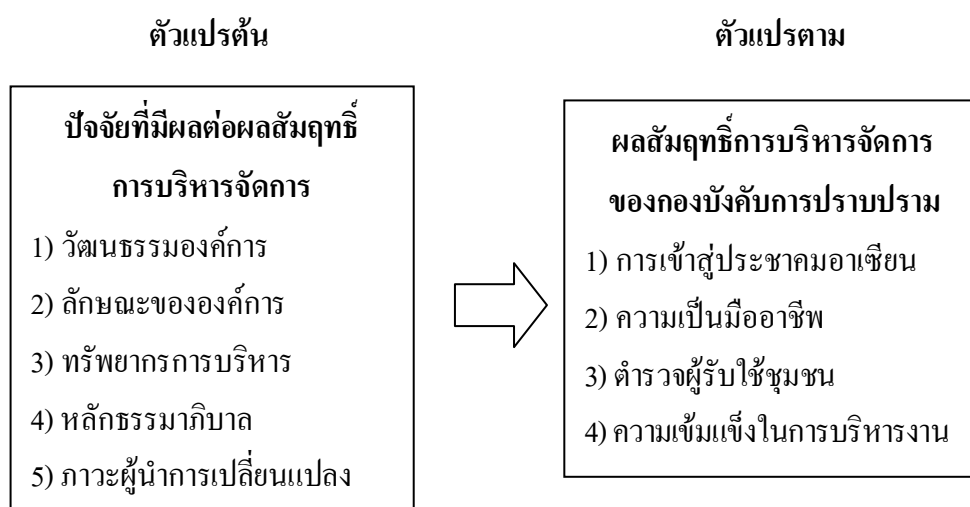 ตัวแปรต้น
ตัวแปรตาม
ปัจจัยที่มีผลต่อผลสัมฤทธิ์
การบริหารจัดการ
1) วัฒนธรรมองค์การ
2) ลักษณะขององค์การ
3) ทรัพยากรการบริหาร
4) หลักธรรมาภิบาล
5) ภาวะผู้นำการเปลี่ยนแปลง
ผลสัมฤทธิ์การบริหารจัดการ
ของกองบังคับการปราบปราม
1) การเข้าสู่ประชาคมอาเซียน
2) ความเป็นมืออาชีพ
3) ตำรวจผู้รับใช้ชุมชน
4) ความเข้มแข็งในการบริหารงาน